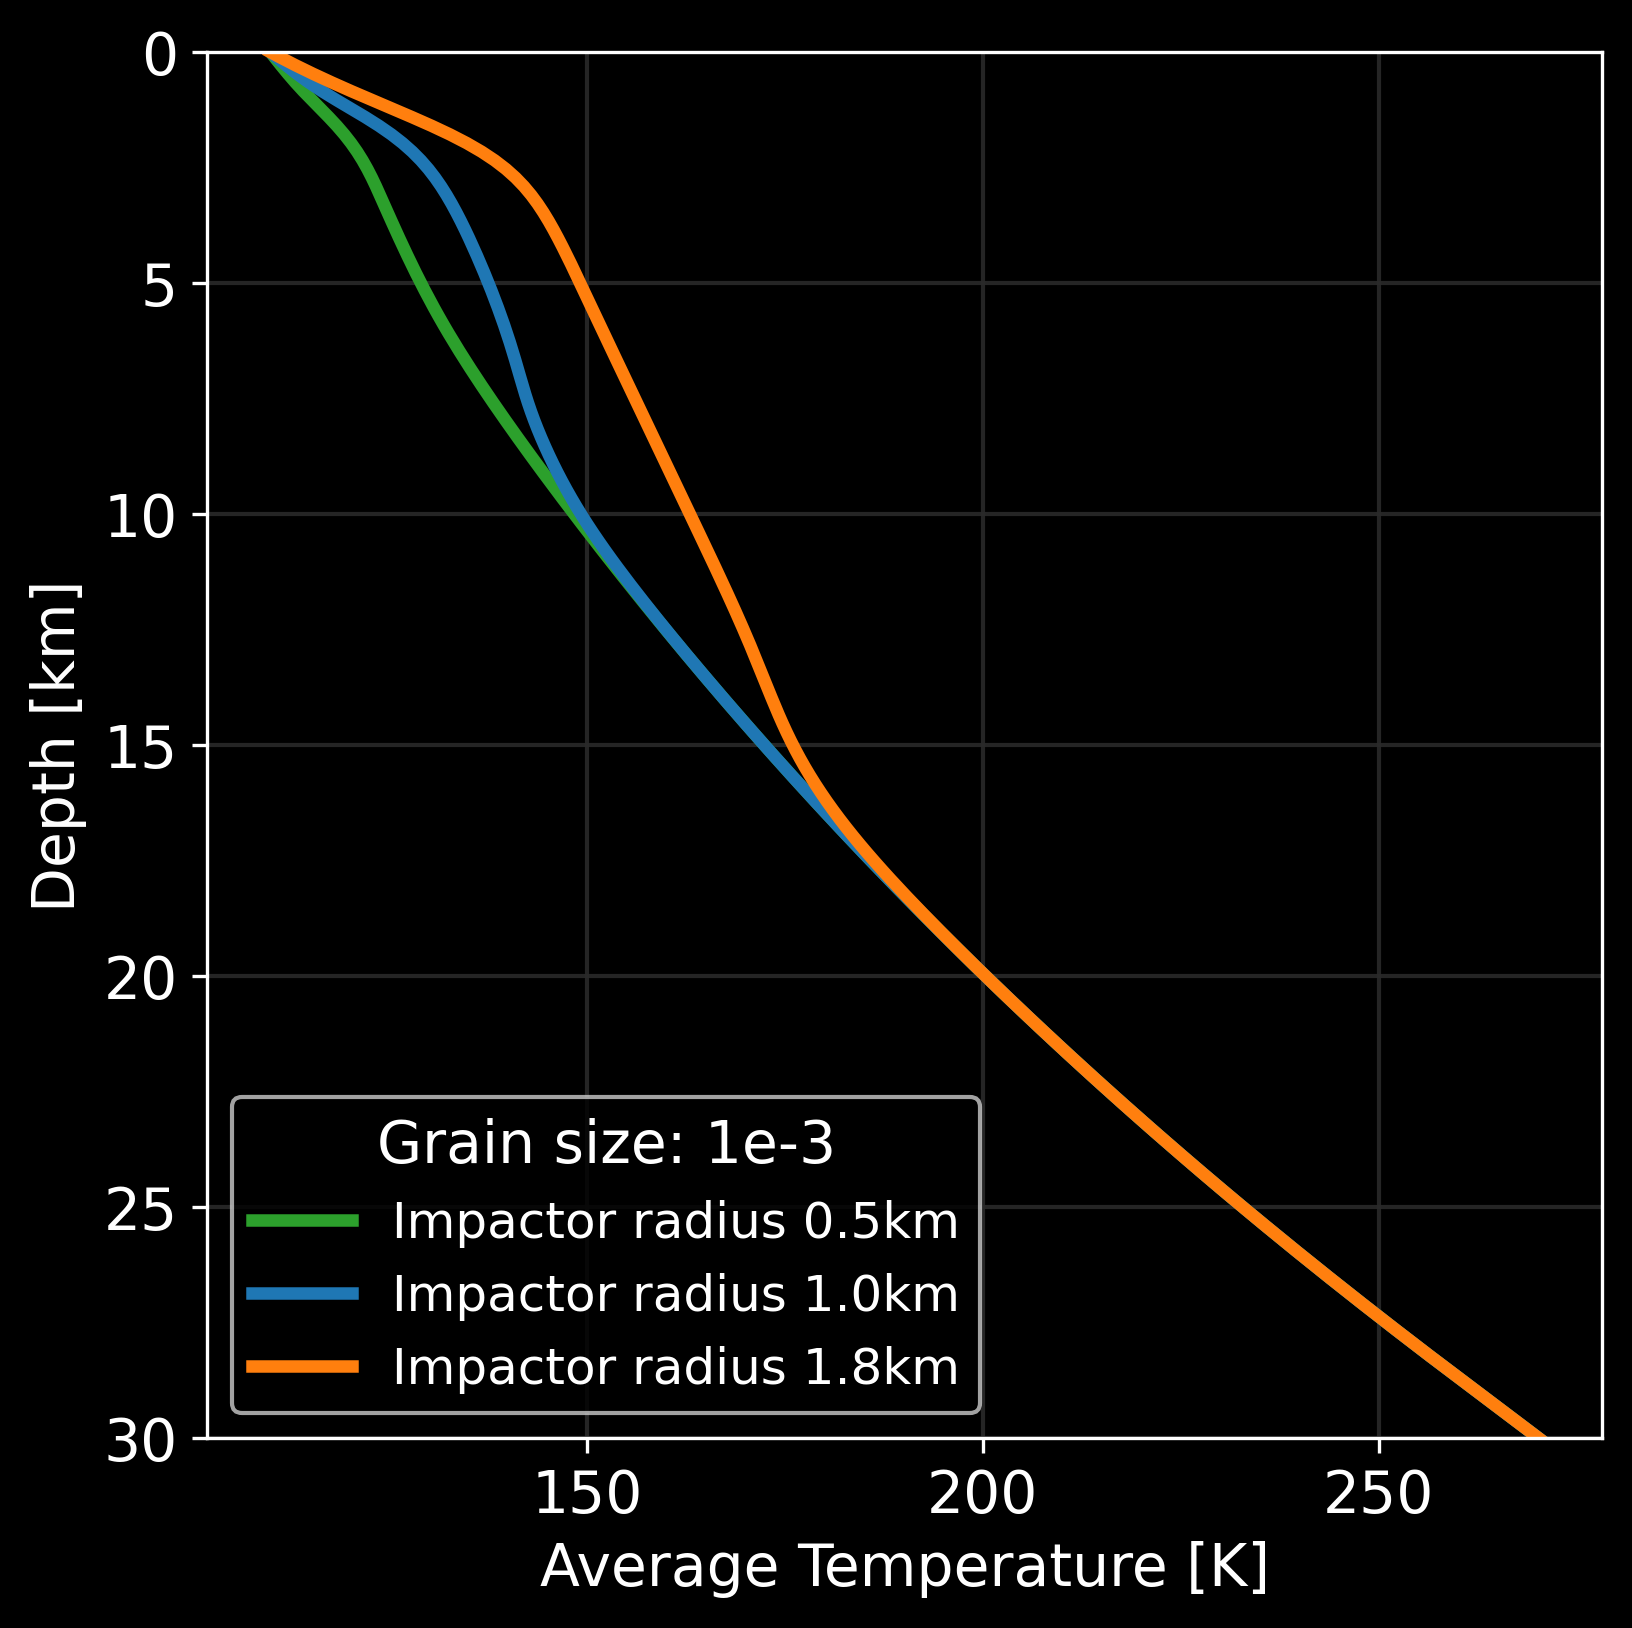 0
5
10
15
20
25
30
Depth [km]
Grain size: 1e-3
Impactor radius 0.5km
Impactor radius 1.0km
Impactor radius 1.8km
150 200 250
Average Temperature [K]